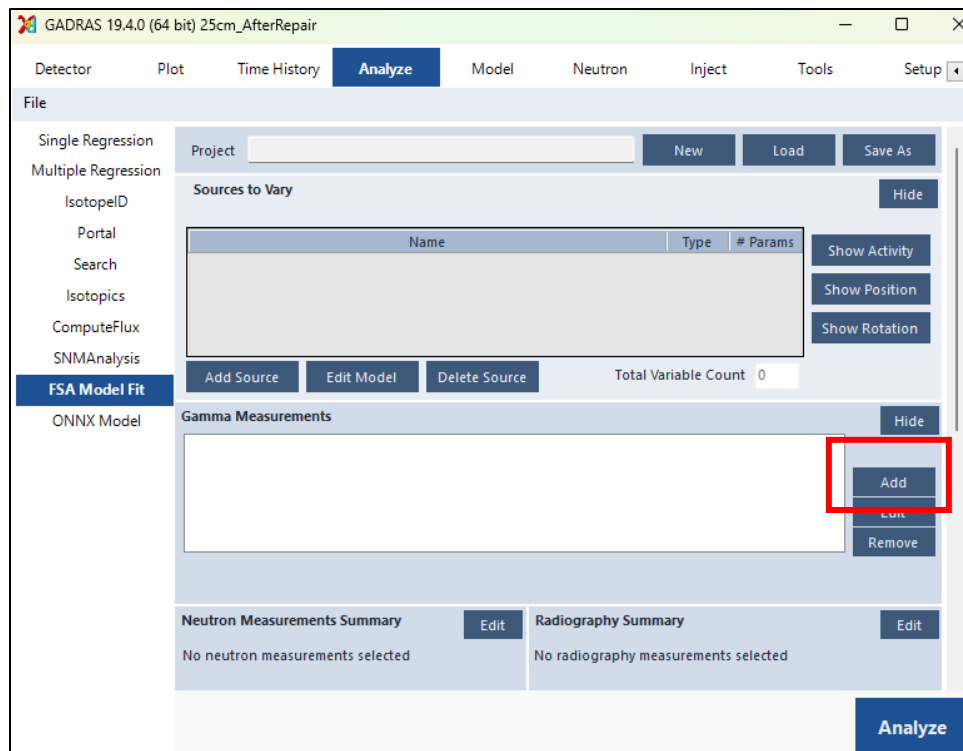 GADRAS 19.4.0 (64 bit) 25cm_AfterRepair
Detector Plot Time History Analyze Model Neutron Inject Tools Setup
File
Single Regression
Multiple Regression
IsotopeID
Portal
Search
Isotopics
ComputeFlux
SNMAnalysis
FSA Model Fit
ONNX Model
Project New Load Save As
Sources to Vary Hide
Name Type # Params
Show Activity
Show Position
Show Rotation
Add Source Edit Model Delete Source Total Variable Count 0
Gamma Measurements Hide
Add
Edit
Remove
Neutron Measurements Summary Edit
No neutron measurements selected
Radiography Summary Edit
No radiography measurements selected
Analyze